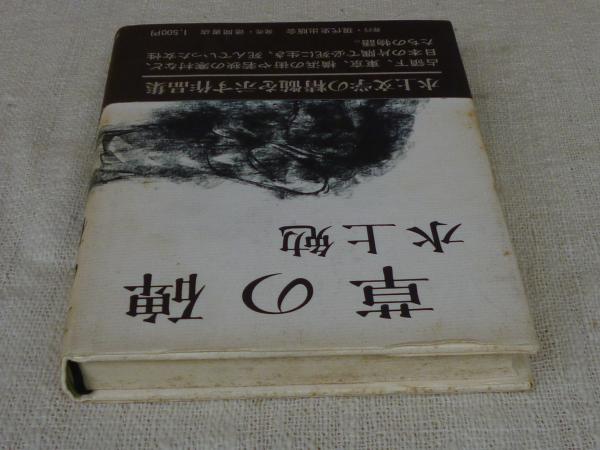 草の碑
水上勉
水上文学の精髄を示す作品集
占領下、東京、横浜の街や若狭の寒村など、
日本の片隅で必死に生き、死んでいった女性
たちの物語。
発行・現代史出版会 発売・徳間書店 1,500円